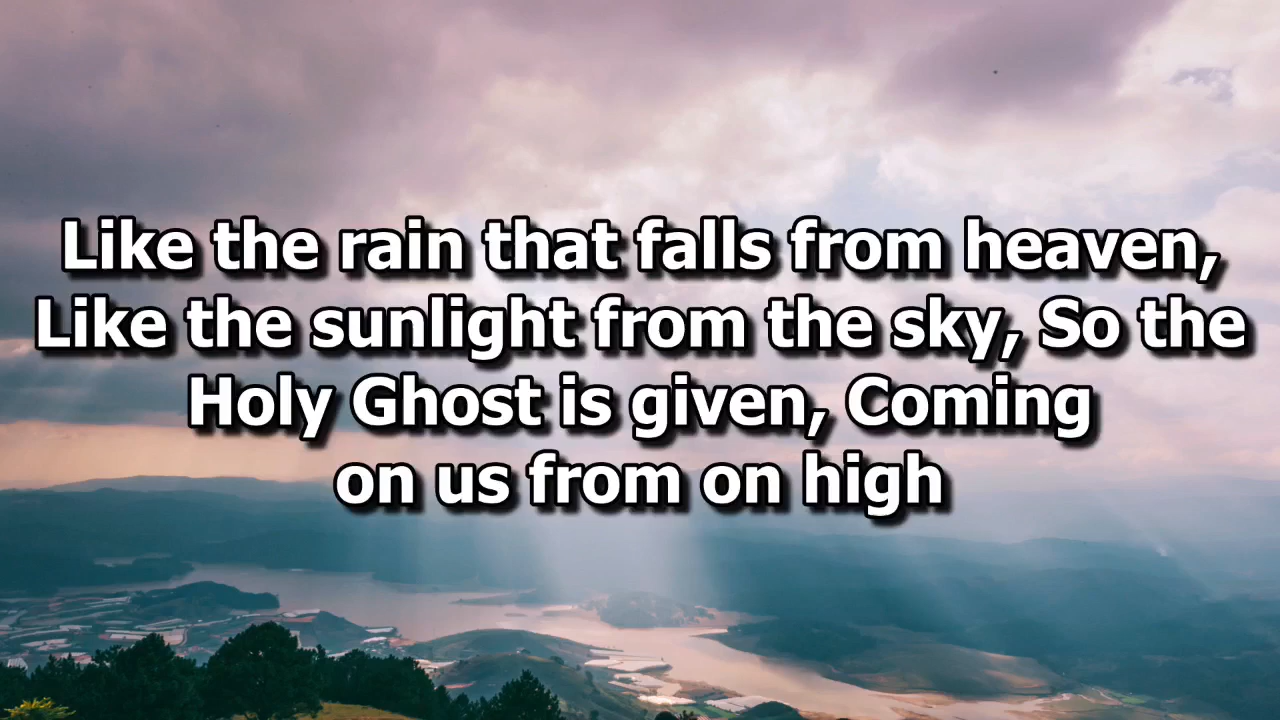 Like the rain that falls from heaven,
Like the sunlight from the sky, So the
Holy Ghost is given, Coming
on us from on high